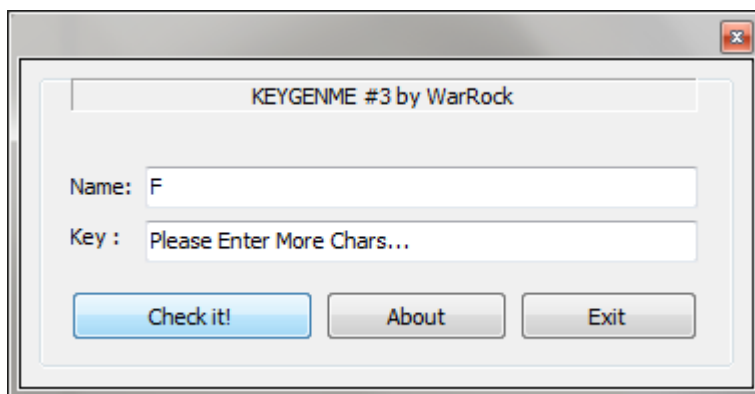 KEYGENME #3 by WarRock
Name: F
Key : Please Enter More Chars...
Check it! About Exit